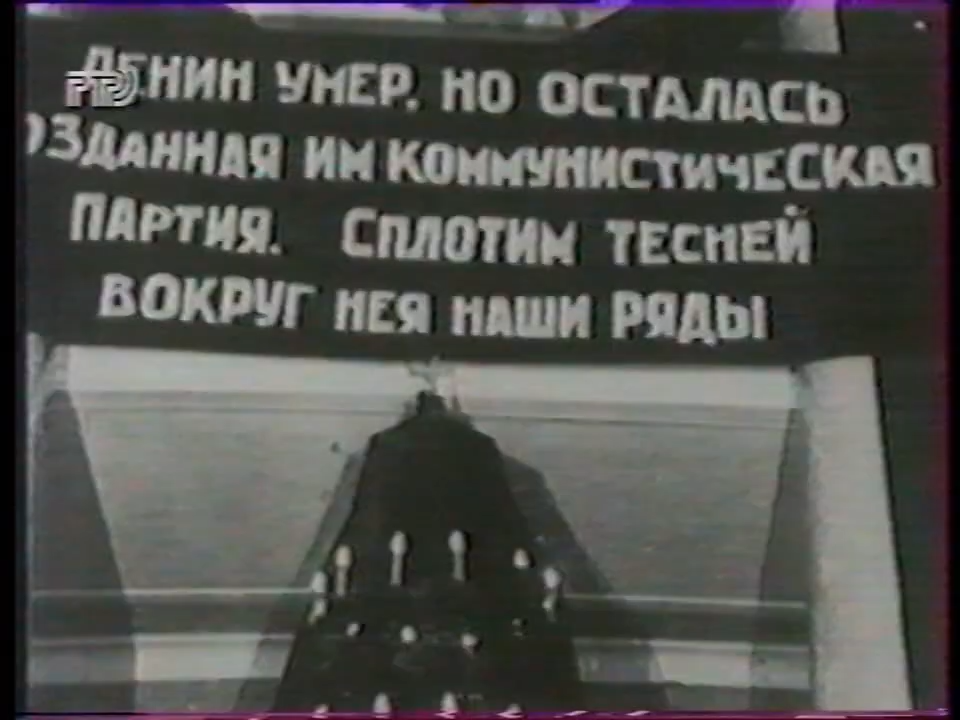 РТР
ЛЕНИН УМЕР, НО ОСТАЛАСЬ
ОЗДАННАЯ ИМ КОММУНИСТИЧЕСКАЯ
ПАРТИЯ. СПЛОТИМ ТЕСНЕЙ
ВОКРУГ НЕЯ НАШИ РЯДЫ